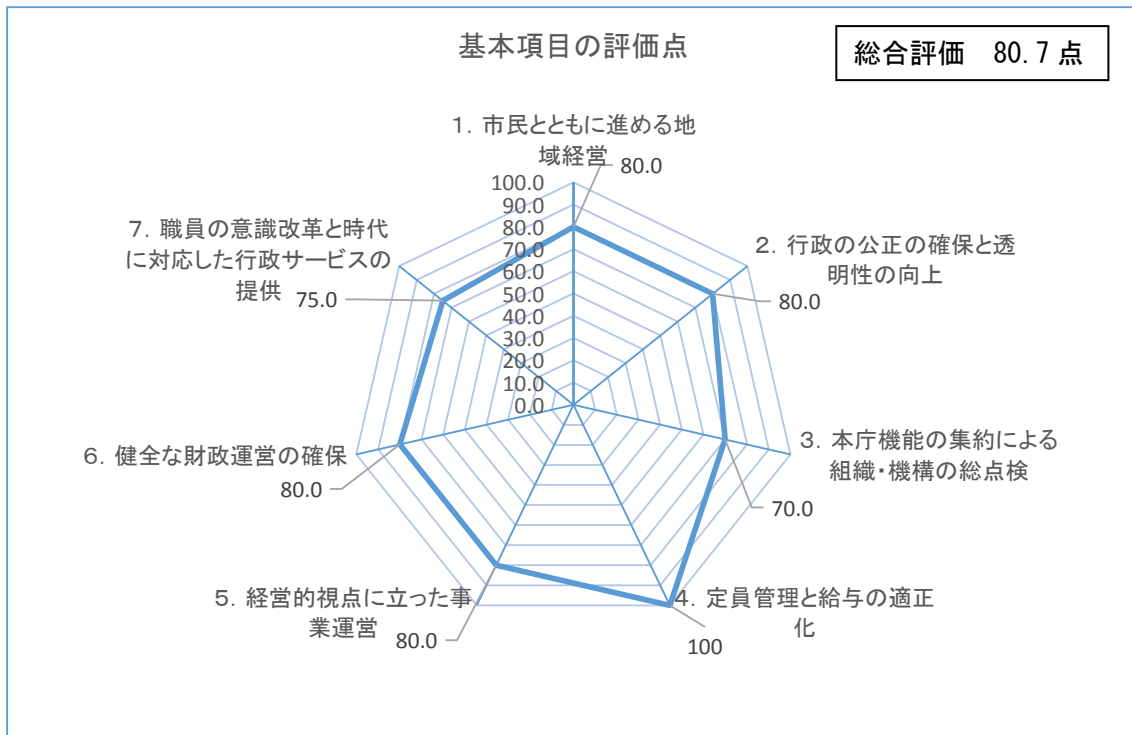 基本項目の評価点
総合評価　80.7点
1．市民とともに進める地
域経営
80.0
100.0
90.0
80.0
70.0
60.0
50.0
40.0
30.0
20.0
10.0
0.0
２．行政の公正の確保と透
明性の向上
80.0
３．本庁機能の集約による
組織・機構の総点検
70.0
４．定員管理と給与の適正
化
100
５．経営的視点に立った事
業運営
80.0
６．健全な財政運営の確保
80.0
７．職員の意識改革と時代
に対応した行政サービスの
提供
75.0